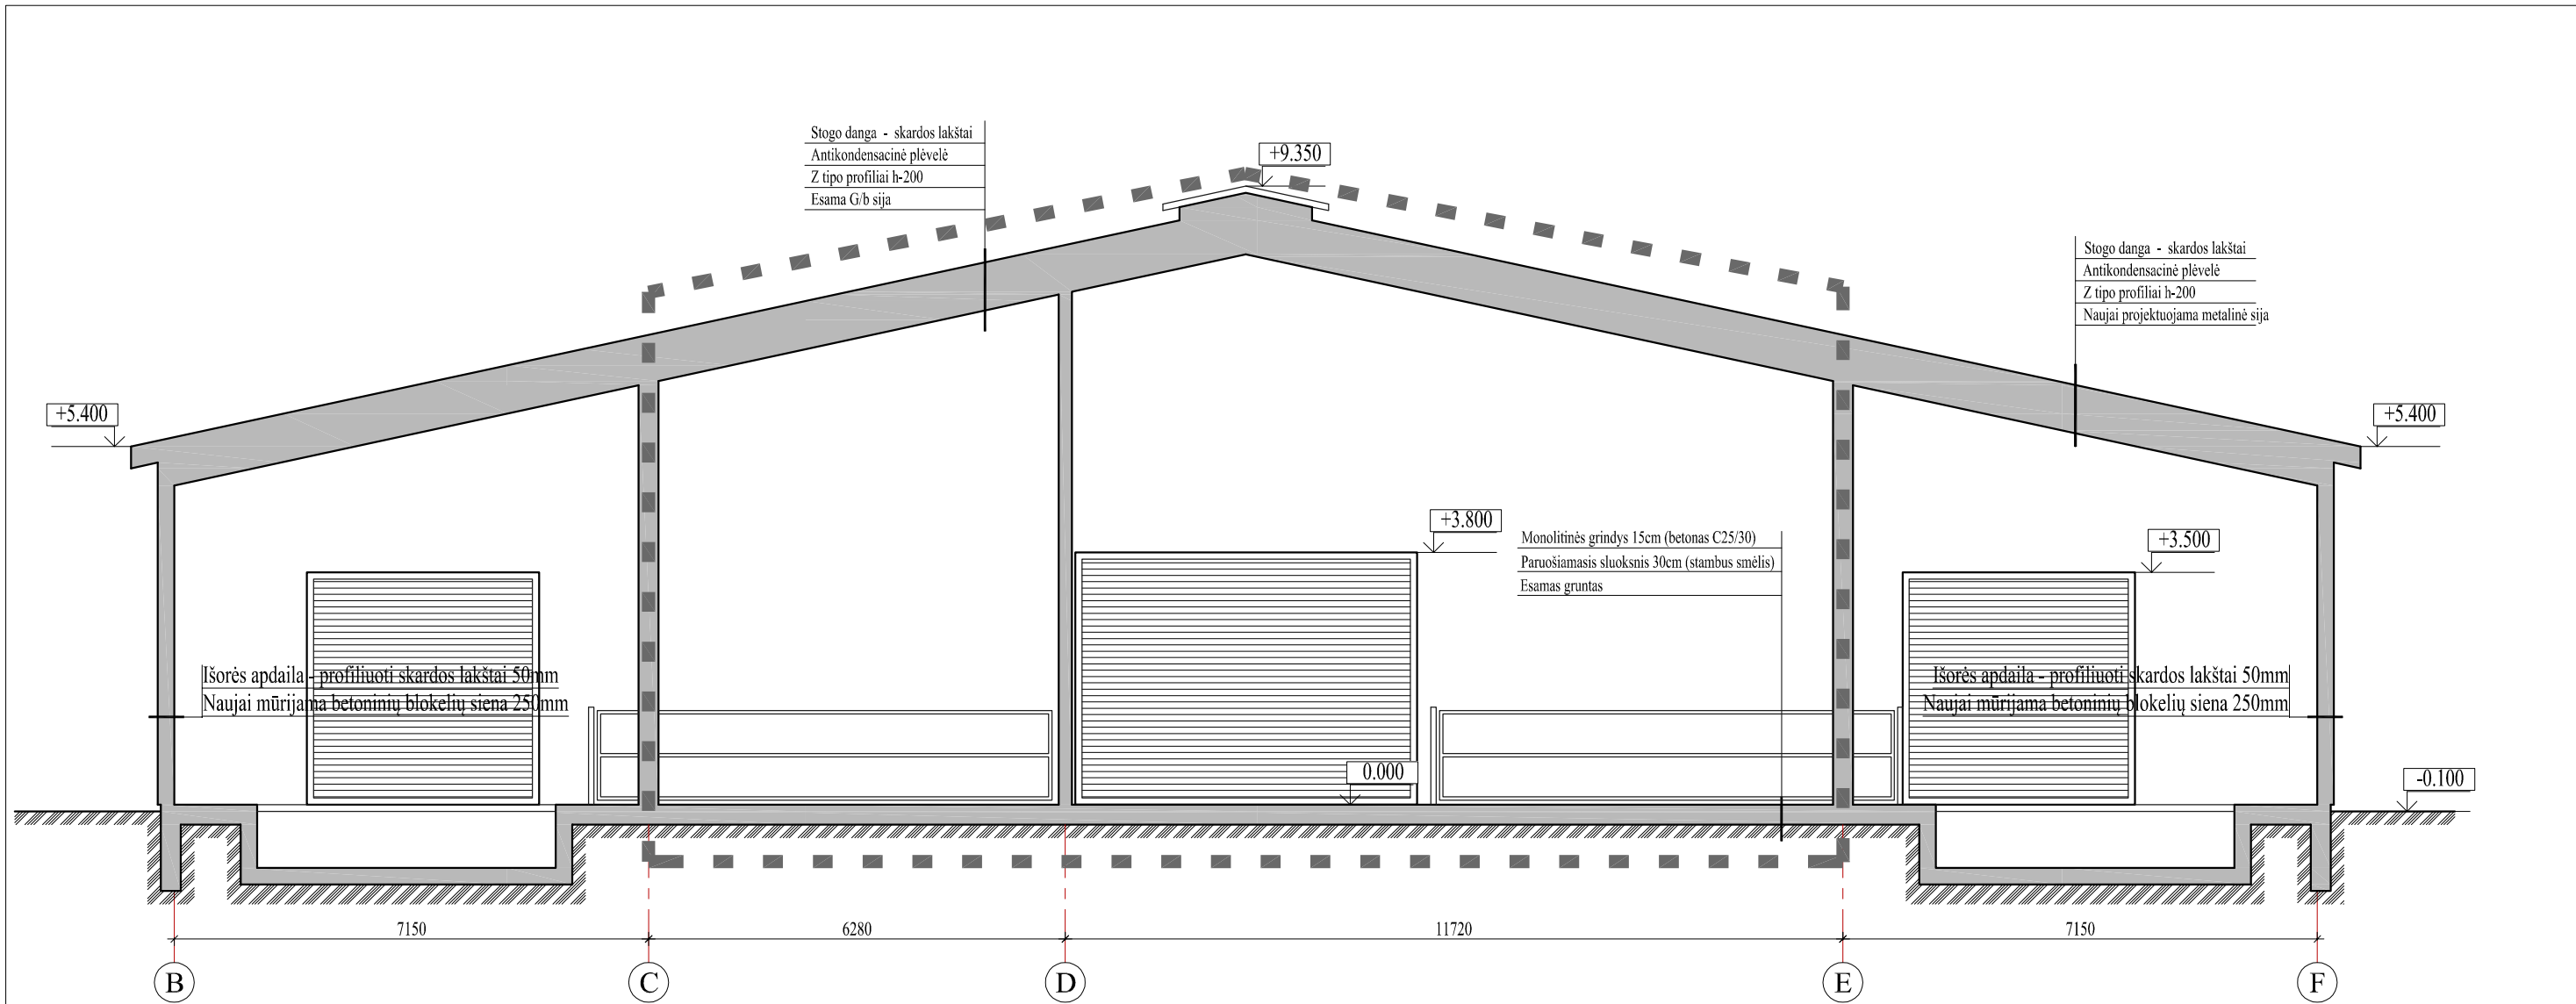 Stogo danga - skardos lakštai
Antikondensacinė plėvelė
Z tipo profiliai h-200
Esama G/b sija
+9.350
Stogo danga - skardos lakštai
Antikondensacinė plėvelė
Z tipo profiliai h-200
Naujai projektuojama metalinė sija
+5.400
+5.400
+3.800
Monolitinės grindys 15cm (betonas C25/30)
Paruošiamasis sluoksnis 30cm (stambus smėlis)
Esamas gruntas
+3.500
Išorės apdaila - profiliuoti skardos lakštai 50mm
Naujai mūrijama betoninių blokelių siena 250mm
Išorės apdaila - profiliuoti skardos lakštai 50mm
Naujai mūrijama betoninių blokelių siena 250mm
0.000
-0.100
7150
6280
11720
7150
B
C
D
E
F